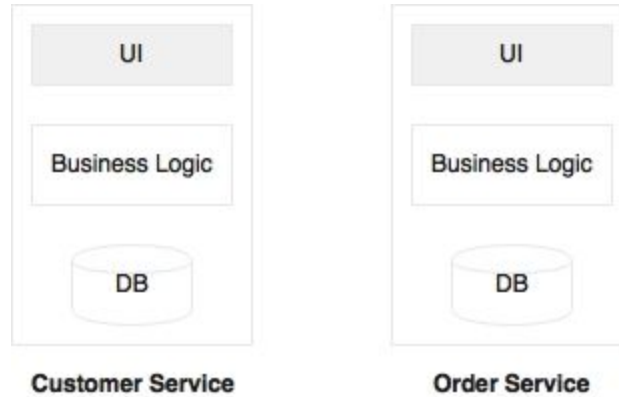 UI
Business Logic
DB
Customer Service
UI
Business Logic
DB
Order Service